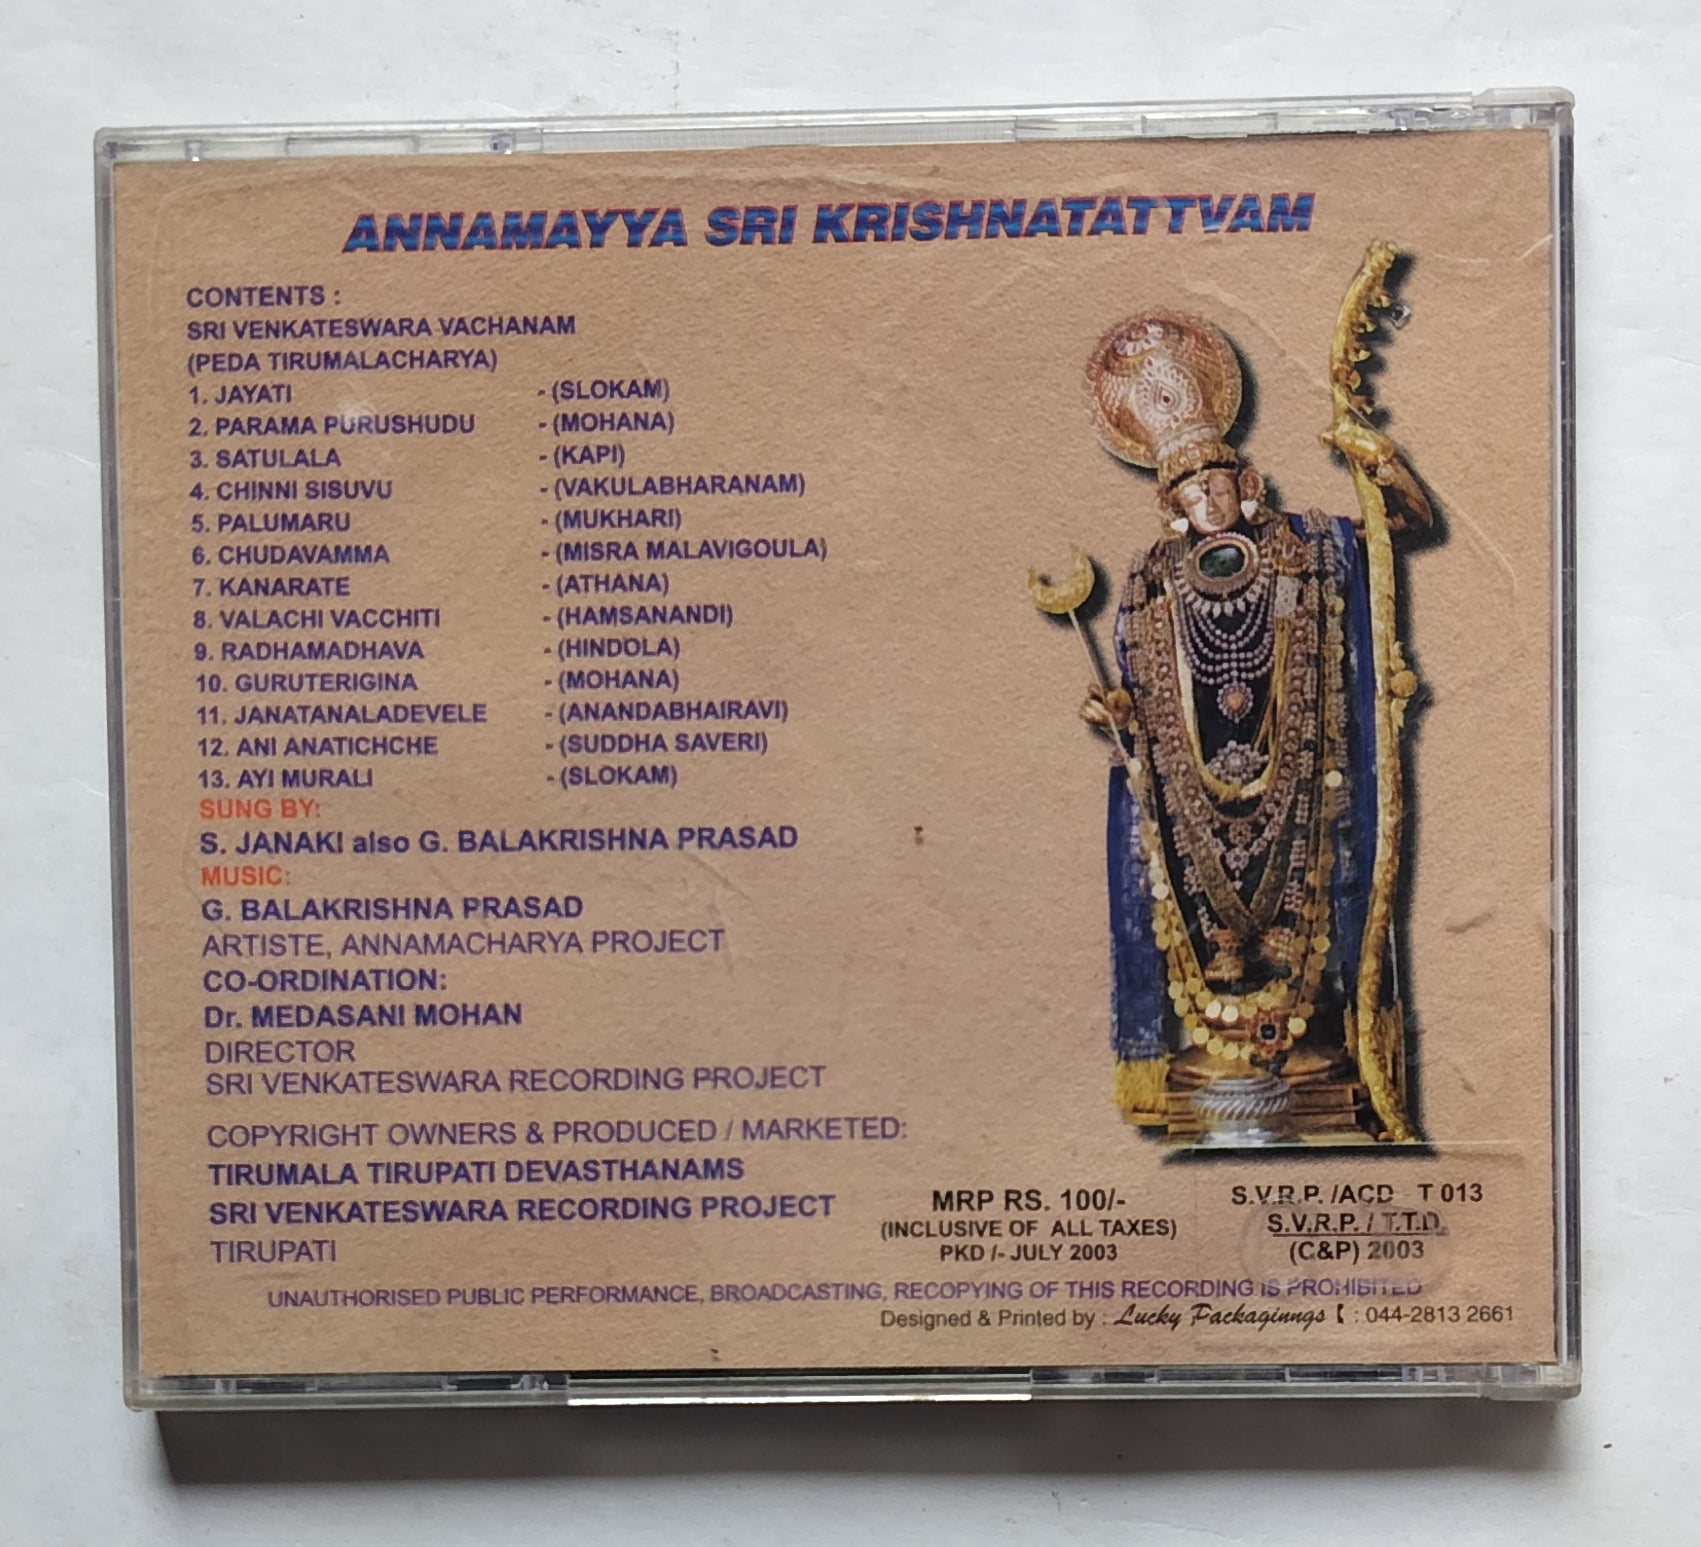 ANNAMAYYA SRI KRISHNATATTVAM
CONTENTS :
SRI VENKATESWARA VACHANAM
(PEDA TIRUMALACHARYA)
1. JAYATI - (SLOKAM)
2. PARAMA PURUSHUDU - (MOHANA)
3. SATULALA - (KAPI)
4. CHINNI SISUVU - (VAKULABHARANAM)
5. PALUMARU - (MUKHARI)
6. CHUDAVAMMA - (MISRA MALAVIGOULA)
7. KANARATE - (ATHANA)
8. VALACHI VACCHITI - (HAMSANANDI)
9. RADHAMADHAVA - (HINDOLA)
10. GURUTERIGINA - (MOHANA)
11. JANATANALADEVELE - (ANANDABHAIRAVI)
12. ANI ANATICHCHE - (SUDDHA SAVERI)
13. AYI MURALI - (SLOKAM)
SUNG BY:
S. JANAKI also G. BALAKRISHNA PRASAD
MUSIC:
G. BALAKRISHNA PRASAD
ARTISTE, ANNAMACHARYA PROJECT
CO-ORDINATION:
Dr. MEDASANI MOHAN
DIRECTOR
SRI VENKATESWARA RECORDING PROJECT
COPYRIGHT OWNERS & PRODUCED / MARKETED:
TIRUMALA TIRUPATI DEVASTHANAMS
SRI VENKATESWARA RECORDING PROJECT
TIRUPATI
MRP RS. 100/-
(INCLUSIVE OF ALL TAXES)
PKD /- JULY 2003
S.V.R.P. /ACD T 013
S.V.R.P. / T.T.D.
(C&P) 2003
UNAUTHORISED PUBLIC PERFORMANCE, BROADCASTING, RECOPYING OF THIS RECORDING IS PROHIBITED
Designed & Printed by : Lucky Packaginngs : 044-2813 2661